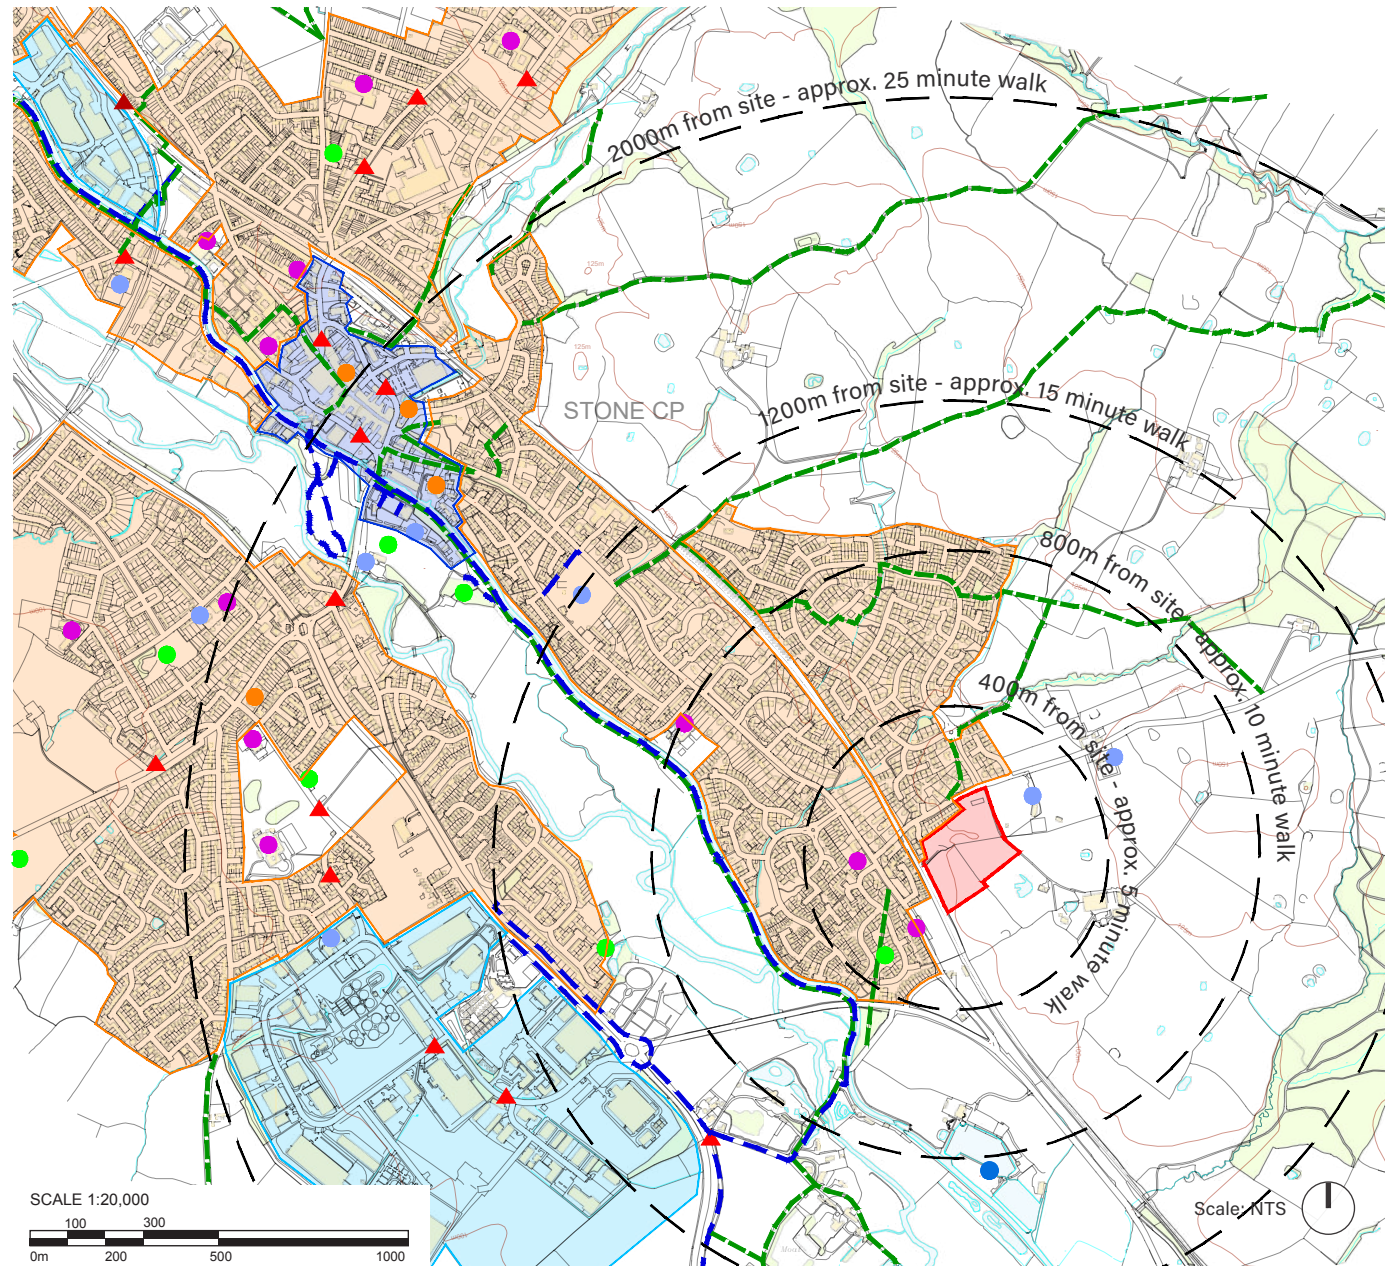 2000m from site - approx. 25 minute walk
125m
125m
STONE CP
1200m from site - approx. 15 minute walk
800m from site - approx. 10 minute walk
400m from site - approx. 5 minute walk
SCALE 1:20,000
100 300
0m 200 500 1000
Scale: NTS
Moat